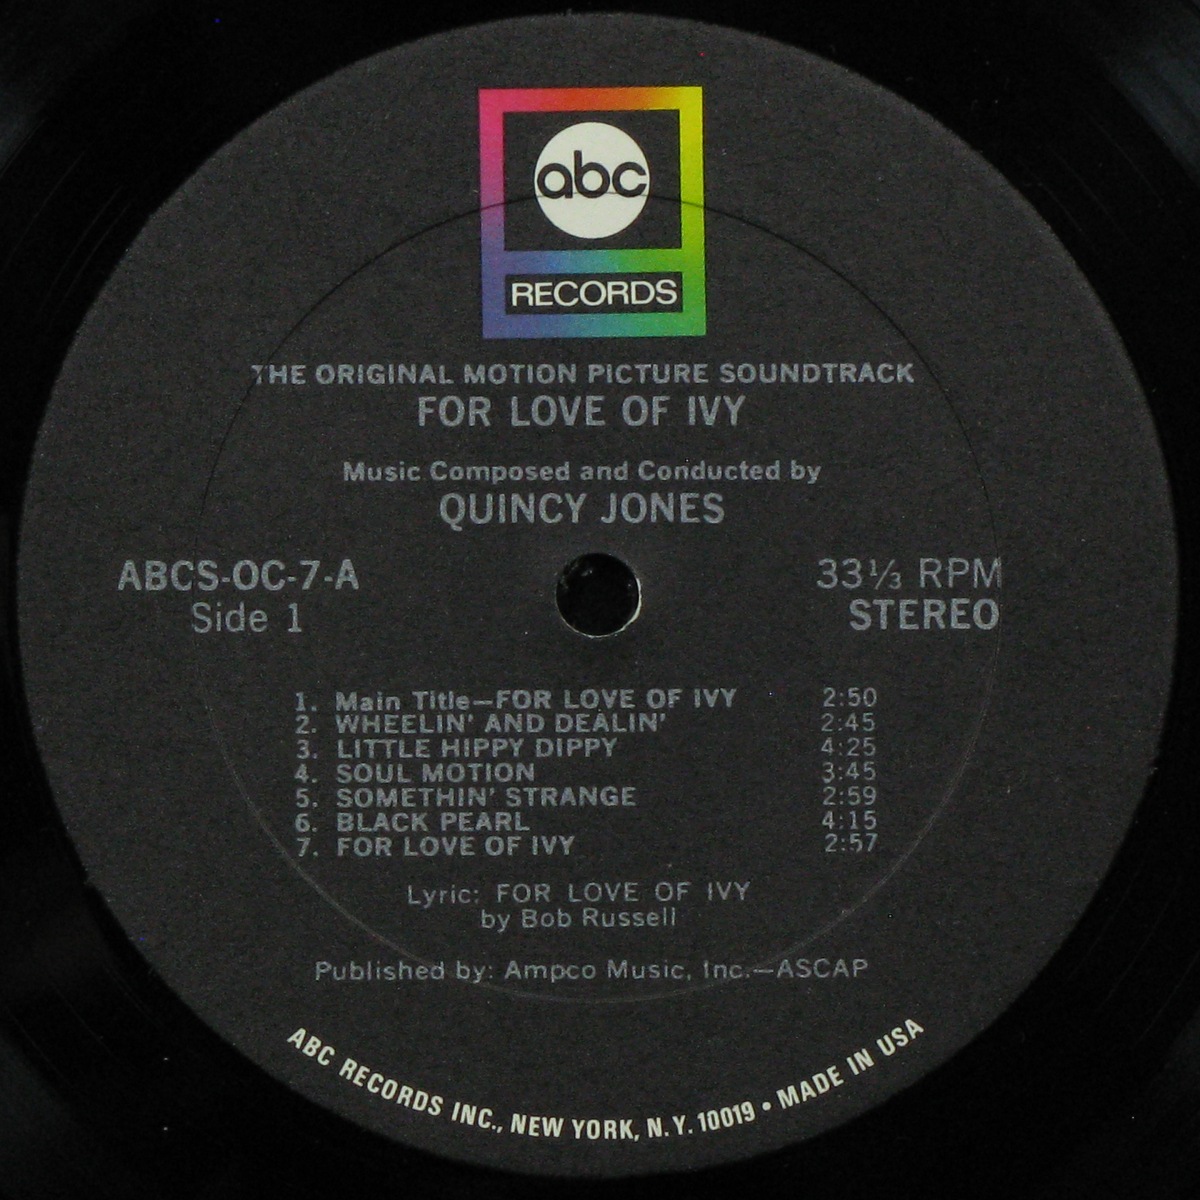 abc
RECORDS
THE ORIGINAL MOTION PICTURE SOUNDTRACK
FOR LOVE OF IVY
Music Composed and Conducted by
QUINCY JONES
ABCS-OC-7-A
Side 1
33⅓ RPM
STEREO
1. Main Title—FOR LOVE OF IVY 2:50
2. WHEELIN' AND DEALIN' 2:45
3. LITTLE HIPPY DIPPY 4:25
4. SOUL MOTION 3:45
5. SOMETHIN' STRANGE 2:59
6. BLACK PEARL 4:15
7. FOR LOVE OF IVY 2:57
Lyric: FOR LOVE OF IVY
by Bob Russell
Published by: Ampco Music, Inc.—ASCAP
ABC RECORDS INC., NEW YORK, N.Y. 10019 • MADE IN USA